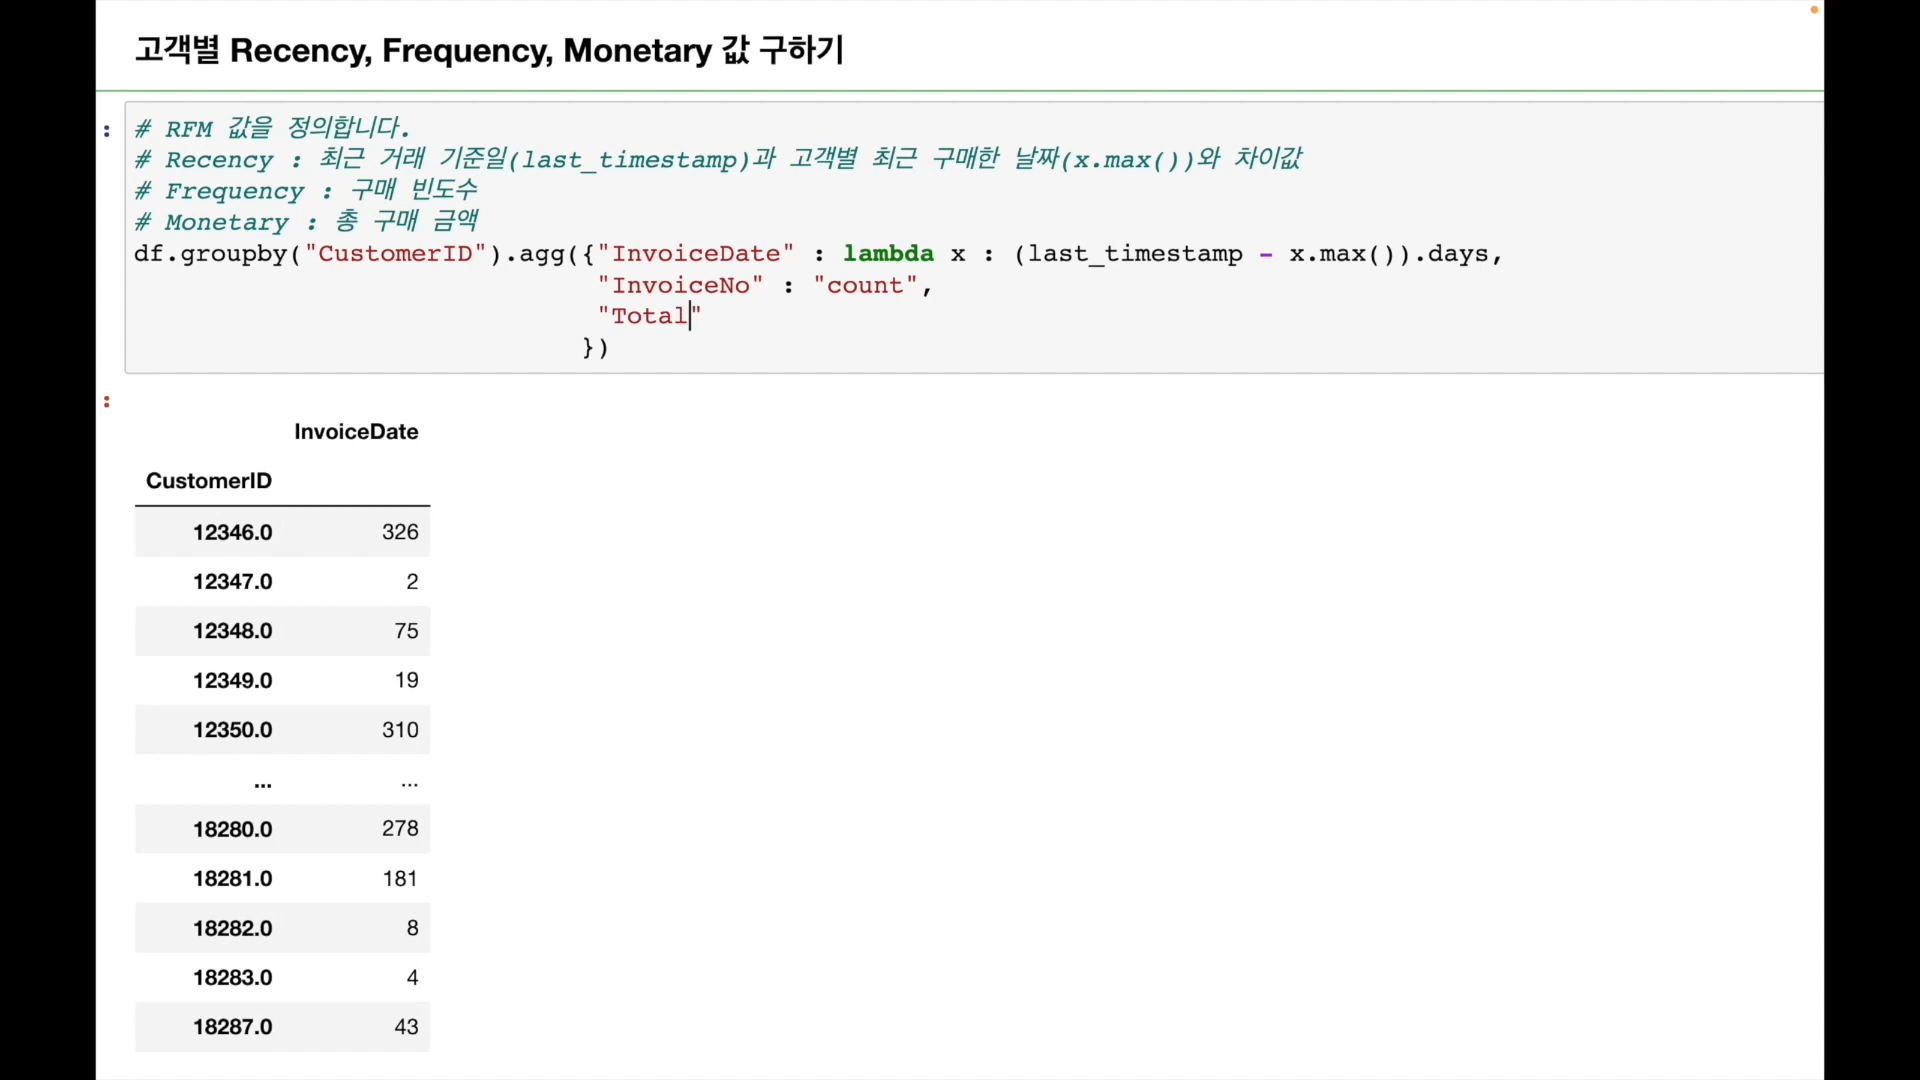 고객별 Recency, Frequency, Monetary 값 구하기
# RFM 값을 정의합니다.
# Recency : 최근 거래 기준일(last_timestamp)과 고객별 최근 구매한 날짜(x.max())와 차이값
# Frequency : 구매 빈도수
# Monetary : 총 구매 금액
df.groupby("CustomerID").agg({"InvoiceDate" : lambda x : (last_timestamp - x.max()).days,
"InvoiceNo" : "count",
"Total"
})
InvoiceDate
CustomerID
12346.0 326
12347.0 2
12348.0 75
12349.0 19
12350.0 310
... ...
18280.0 278
18281.0 181
18282.0 8
18283.0 4
18287.0 43